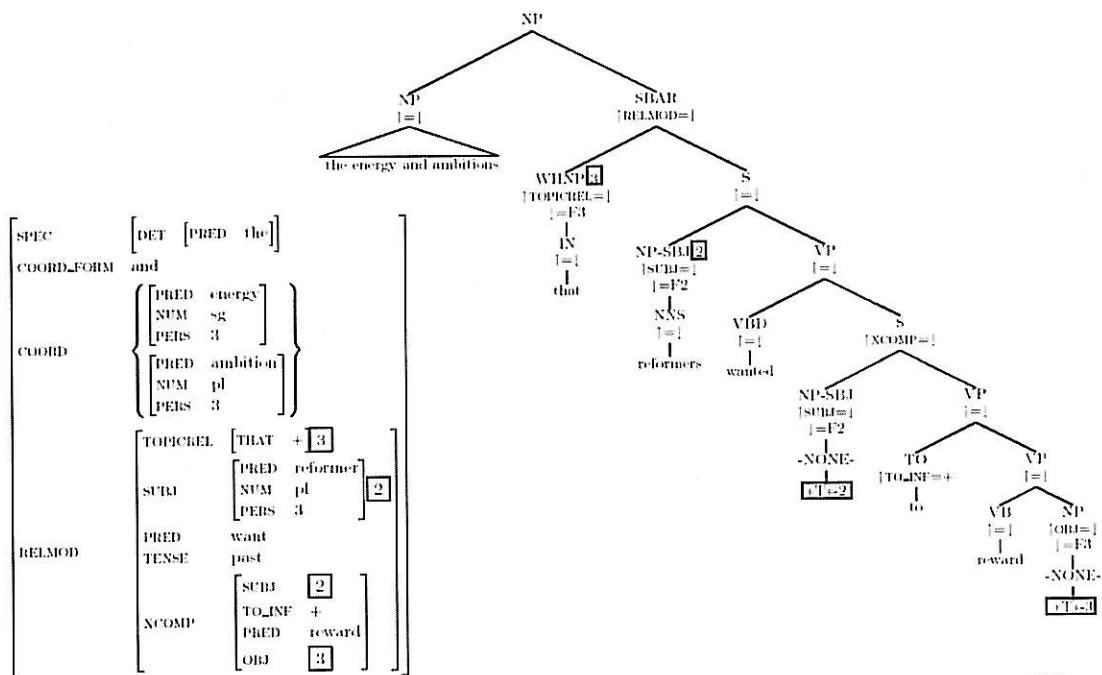 NP
NP SBAR
↑=↓ ↑RELMOD=↓
the energy and ambitions
WHNP 3 S
↑TOPICREL=↓ ↑=↓
↓=F3
IN NP-SBJ 2 VP
↑=↓ ↑SUBJ=↓ ↑=↓
that ↓=F2
NNS VBD S
↑=↓ ↑=↓ ↑XCOMP=↓
reformers wanted
NP-SBJ VP
↑SUBJ=↓ ↑=↓
↓=F2
-NONE- TO VP
↑TO_INF=+ ↑=↓
to
VB NP
↑=↓ ↑OBJ=↓
↓=F3
reward -NONE-
SPEC [DET [PRED the]]
COORD_FORM and
COORD
PRED energy
NUM sg
PERS 3
PRED ambition
NUM pl
PERS 3
RELMOD
TOPICREL [THAT +] 3
SUBJ
PRED reformer
NUM pl 2
PERS 3
PRED want
TENSE past
XCOMP
SUBJ 2
TO_INF +
PRED reward
OBJ 3